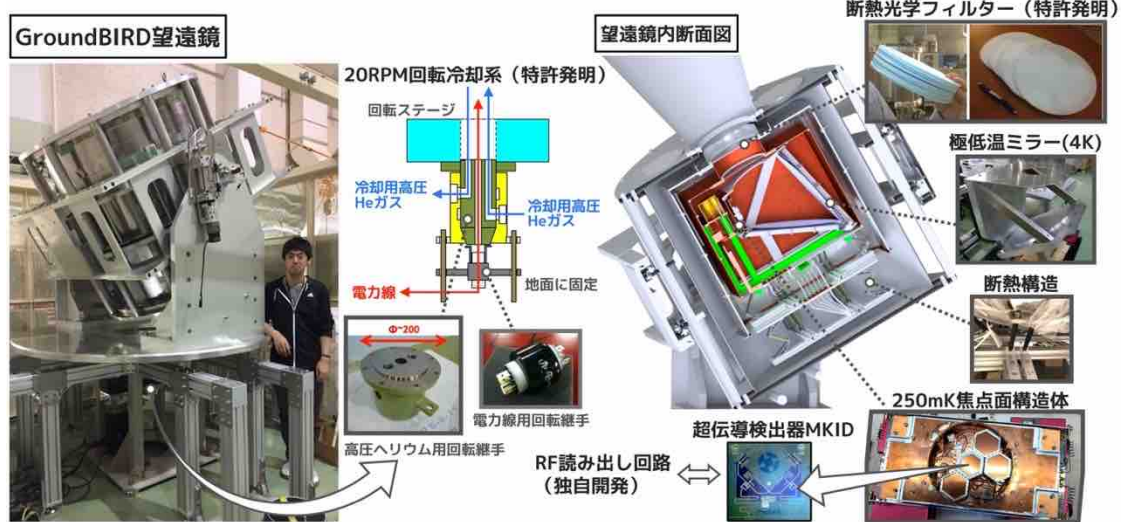 GroundBIRD望遠鏡
20RPM回転冷却系（特許発明）
回転ステージ
冷却用高圧
Heガス
冷却用高圧
Heガス
電力線
地面に固定
Φ~200
高圧ヘリウム用回転継手
電力線用回転継手
望遠鏡内断面図
断熱光学フィルター（特許発明）
極低温ミラー(4K)
断熱構造
250mK焦点面構造体
超伝導検出器MKID
RF読み出し回路
（独自開発）